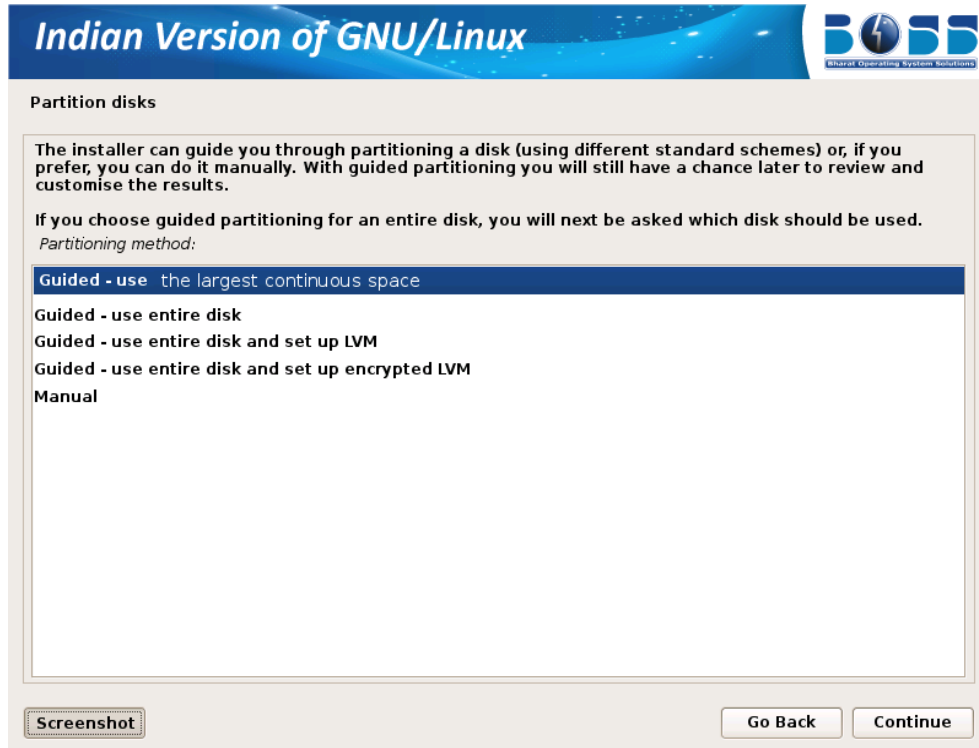 Indian Version of GNU/Linux
BOSS
Bharat Operating System Solutions
Partition disks
The installer can guide you through partitioning a disk (using different standard schemes) or, if you
prefer, you can do it manually. With guided partitioning you will still have a chance later to review and
customise the results.
If you choose guided partitioning for an entire disk, you will next be asked which disk should be used.
Partitioning method:
Guided - use the largest continuous space
Guided - use entire disk
Guided - use entire disk and set up LVM
Guided - use entire disk and set up encrypted LVM
Manual
Screenshot
Go Back
Continue